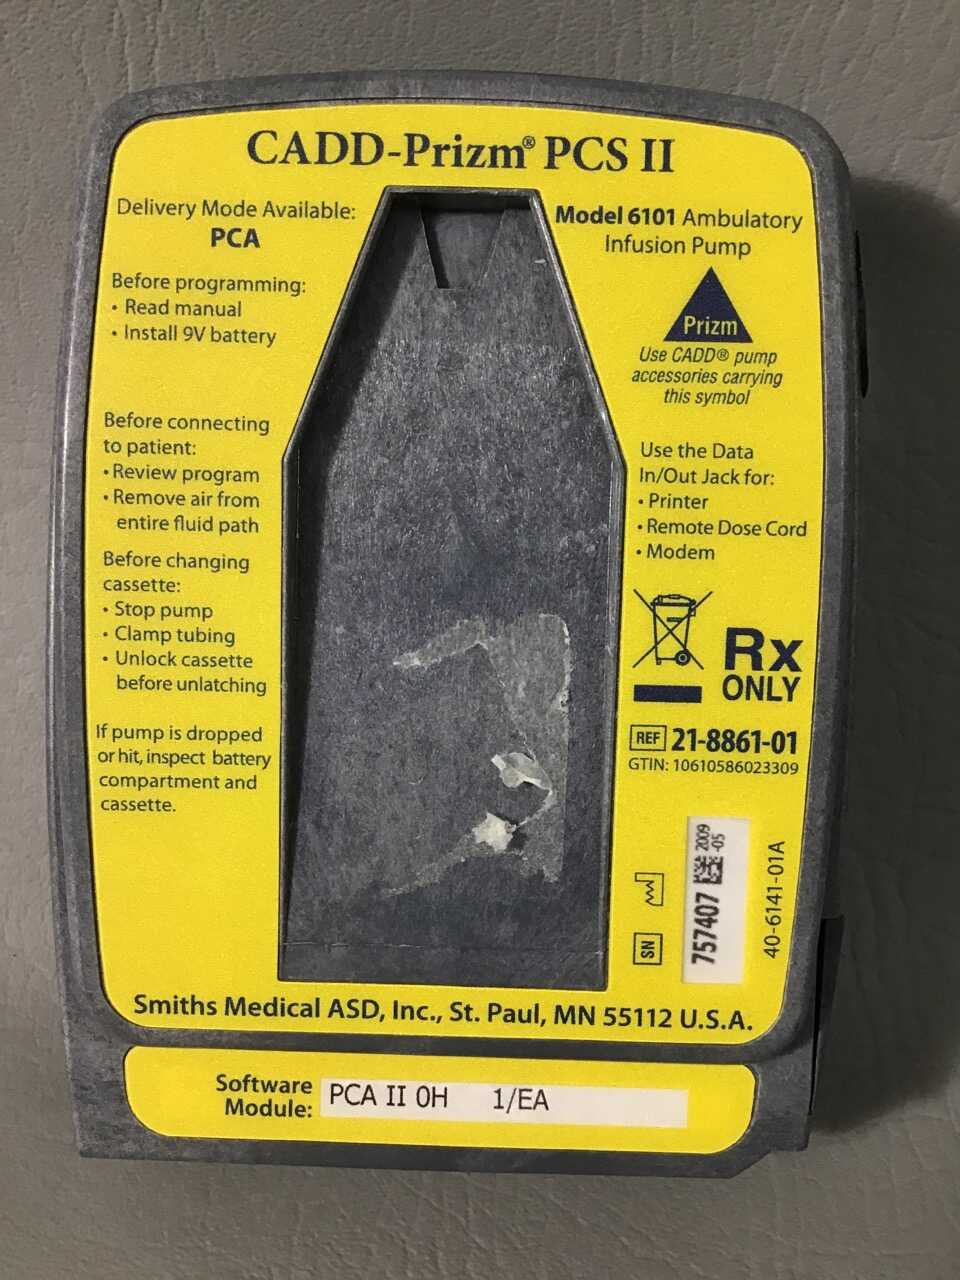 CADD-Prizm® PCS II
Delivery Mode Available:
PCA
Before programming:
• Read manual
• Install 9V battery
Before connecting
to patient:
• Review program
• Remove air from
entire fluid path
Before changing
cassette:
• Stop pump
• Clamp tubing
• Unlock cassette
before unlatching
If pump is dropped
or hit, inspect battery
compartment and
cassette.
Model 6101 Ambulatory
Infusion Pump
Prizm
Use CADD® pump
accessories carrying
this symbol
Use the Data
In/Out Jack for:
• Printer
• Remote Dose Cord
• Modem
Rx
ONLY
REF 21-8861-01
GTIN: 10610586023309
2009
-05
SN 757407
40-6141-01A
Smiths Medical ASD, Inc., St. Paul, MN 55112 U.S.A.
Software
Module:
PCA II 0H 1/EA